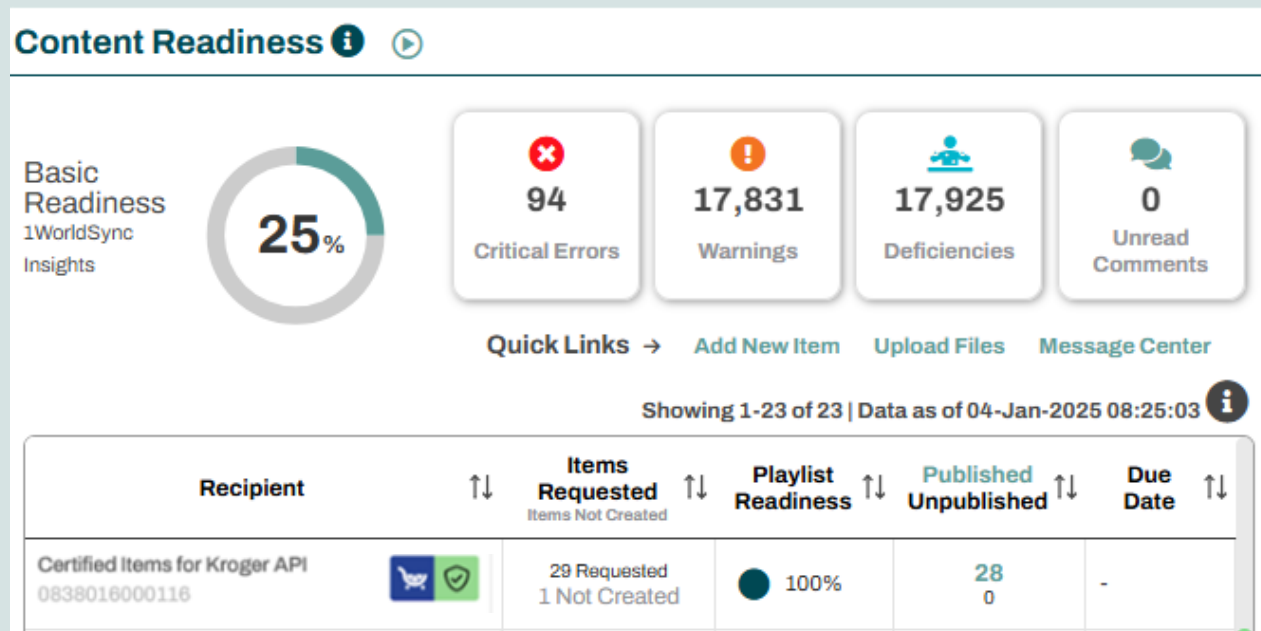 Content Readiness
Basic
Readiness
1WorldSync
Insights
25%
94
Critical Errors
17,831
Warnings
17,925
Deficiencies
0
Unread
Comments
Quick Links → Add New Item Upload Files Message Center
Showing 1-23 of 23 | Data as of 04-Jan-2025 08:25:03
Recipient
Items
Requested
Items Not Created
Playlist
Readiness
Published
Unpublished
Due
Date
Certified Items for Kroger API
0838016000116
29 Requested
1 Not Created
100%
28
0
-